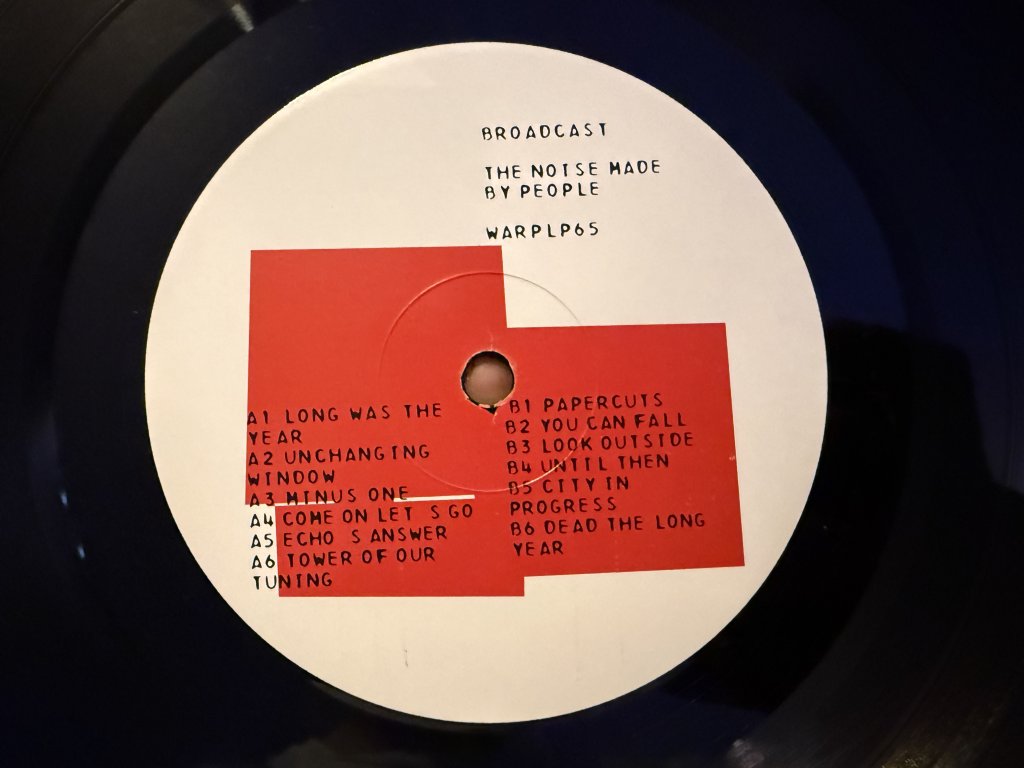 BROADCAST
THE NOISE MADE
BY PEOPLE
WARPLP65
A1 LONG WAS THE
YEAR
A2 UNCHANGING
WINDOW
A3 MINUS ONE
A4 COME ON LET S GO
A5 ECHO S ANSWER
A6 TOWER OF OUR
TUNING
B1 PAPERCUTS
B2 YOU CAN FALL
B3 LOOK OUTSIDE
B4 UNTIL THEN
B5 CITY IN
PROGRESS
B6 DEAD THE LONG
YEAR